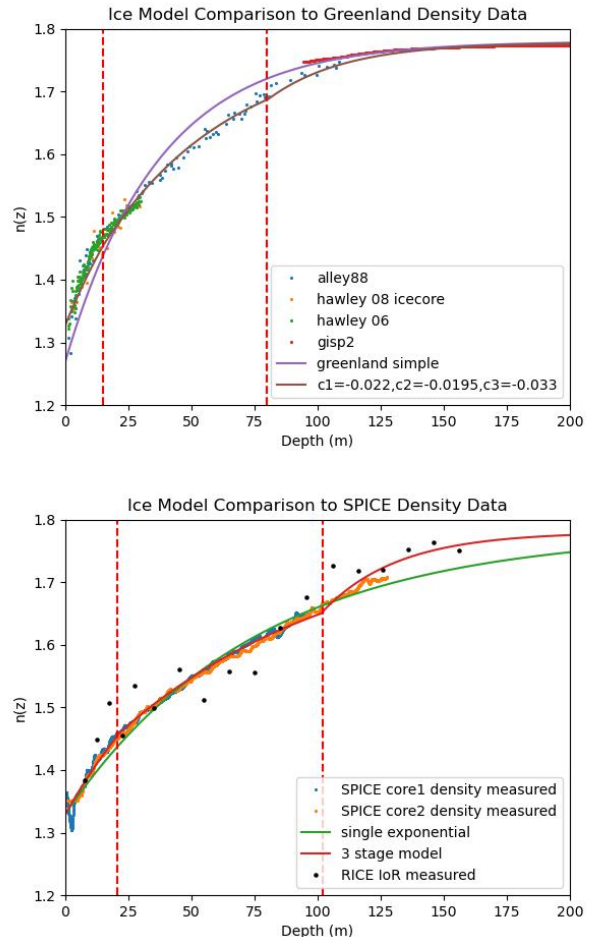 Ice Model Comparison to Greenland Density Data
1.8
1.7
1.6
1.5
1.4
1.3
1.2
n(z)
alley88
hawley 08 icecore
hawley 06
gisp2
greenland simple
c1=-0.022,c2=-0.0195,c3=-0.033
0 25 50 75 100 125 150 175 200
Depth (m)
Ice Model Comparison to SPICE Density Data
1.8
1.7
1.6
1.5
1.4
1.3
1.2
n(z)
SPICE core1 density measured
SPICE core2 density measured
single exponential
3 stage model
RICE IoR measured
0 25 50 75 100 125 150 175 200
Depth (m)